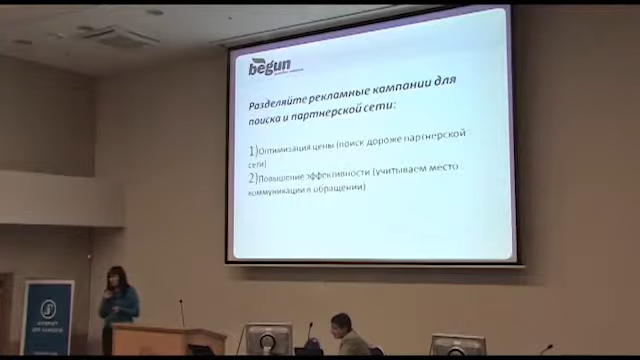 begun
Разделяйте рекламные кампании для
поиска и партнерской сети:
1)Оптимизация цены (поиск дороже партнерской
сети)
2)Повышение эффективности (учитываем место
коммуникации в обращении)